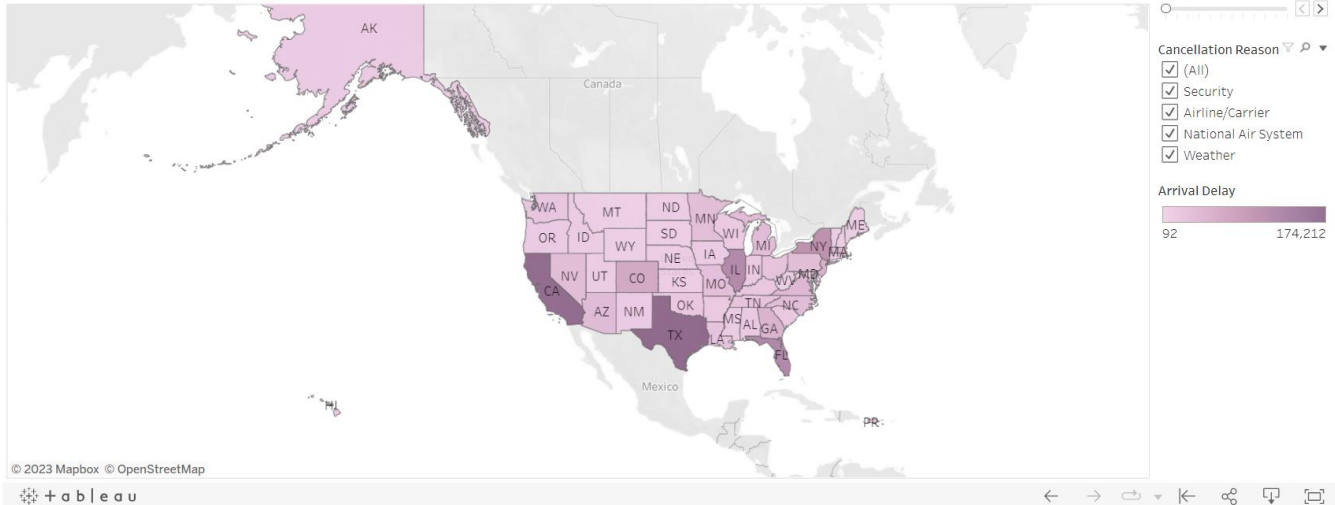 AK
Canada
WA
MT
ND
MN
OR
ID
SD
WI
MI
ME
WY
NY
MA
IA
NE
NV
UT
CO
IL
IN
MD
KS
MO
WV
CA
OK
TN
NC
AZ
NM
MS
AL
GA
TX
LA
FL
Mexico
HI
PR
© 2023 Mapbox © OpenStreetMap
Cancellation Reason
(All)
Security
Airline/Carrier
National Air System
Weather
Arrival Delay
92 174,212
+ableau